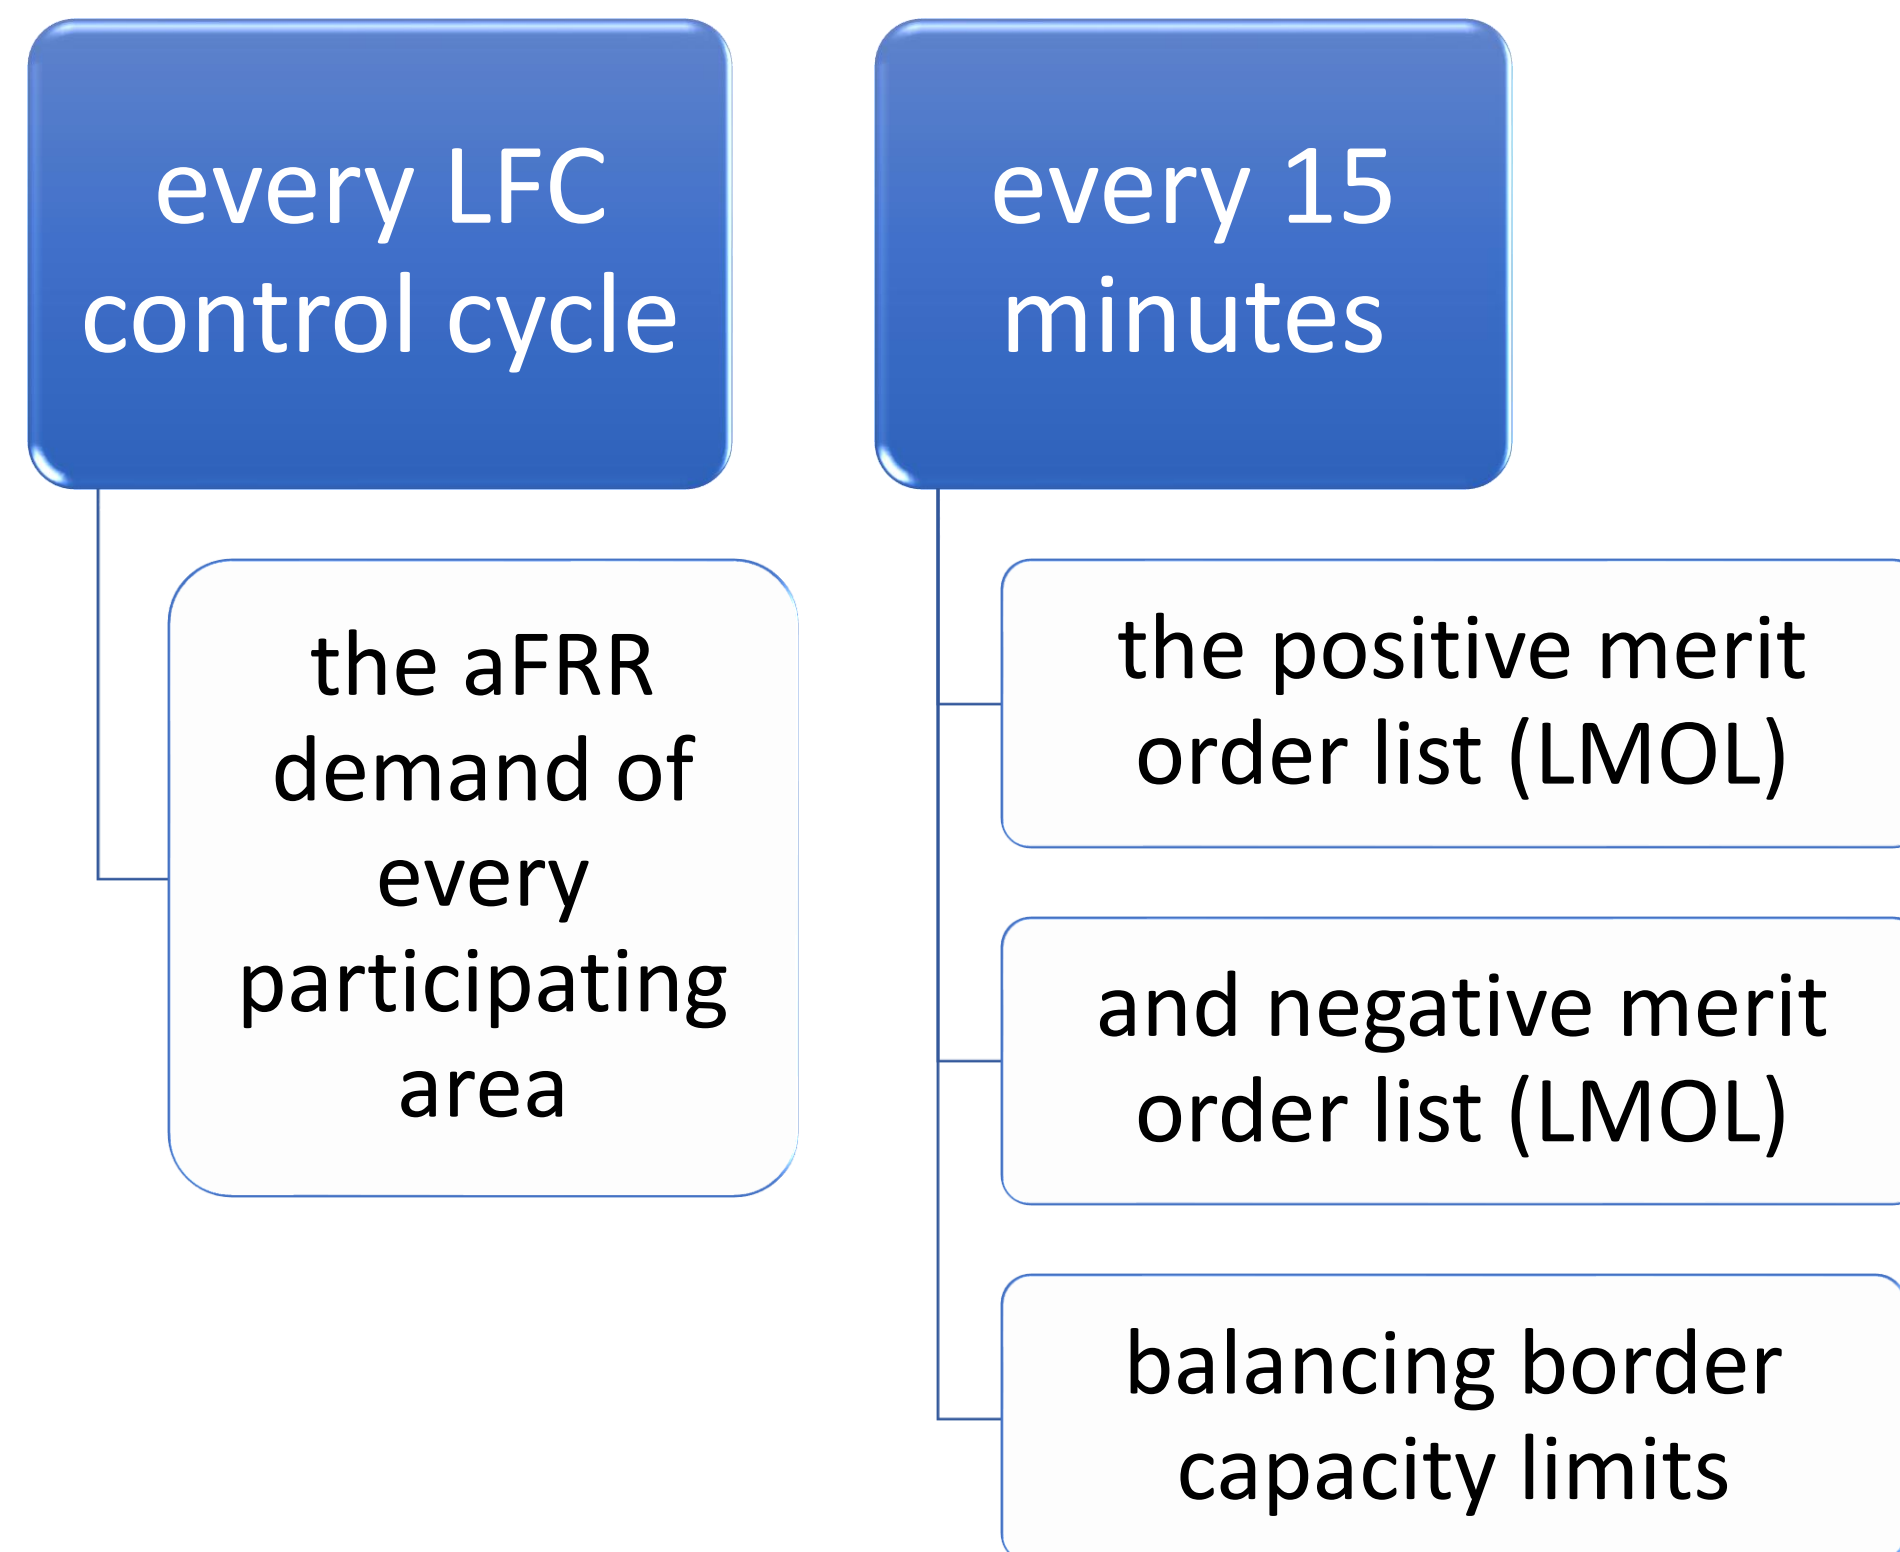 every LFC
control cycle
the aFRR
demand of
every
participating
area
every 15
minutes
the positive merit
order list (LMOL)
and negative merit
order list (LMOL)
balancing border
capacity limits